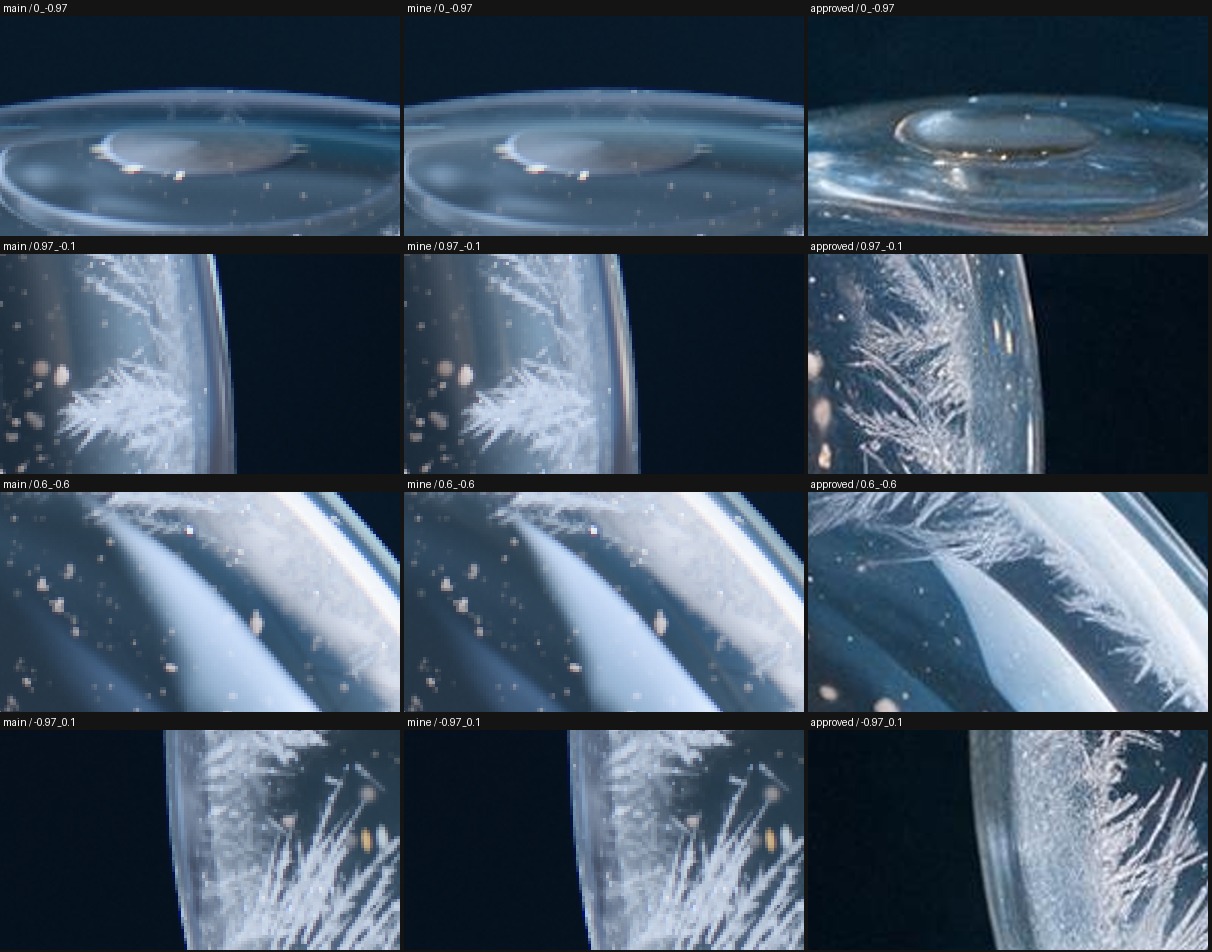 main / 0_-0.97
mine / 0_-0.97
approved / 0_-0.97
main / 0.97_-0.1
mine / 0.97_-0.1
approved / 0.97_-0.1
main / 0.6_-0.6
mine / 0.6_-0.6
approved / 0.6_-0.6
main / -0.97_0.1
mine / -0.97_0.1
approved / -0.97_0.1